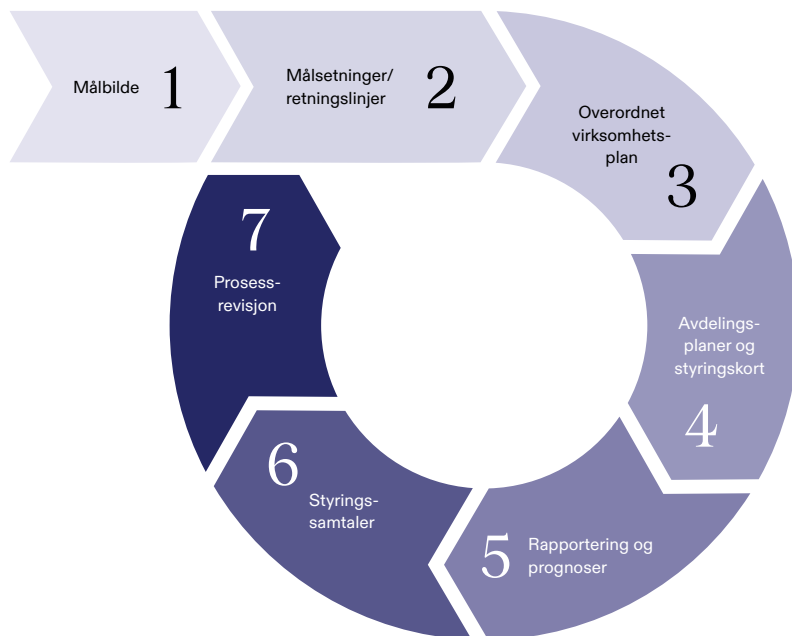 Målbilde
1
Målsetninger/
retningslinjer
2
Overordnet
virksomhets-
plan
3
Avdelings-
planer og
styringskort
4
5
Rapportering og
prognoser
6
Styrings-
samtaler
7
Prosess-
revisjon